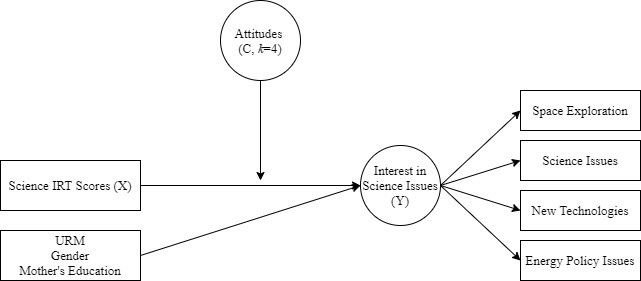 Attitudes
(C, k=4)
Space Exploration
Science Issues
Science IRT Scores (X)
Interest in
Science Issues
(Y)
New Technologies
URM
Gender
Mother's Education
Energy Policy Issues